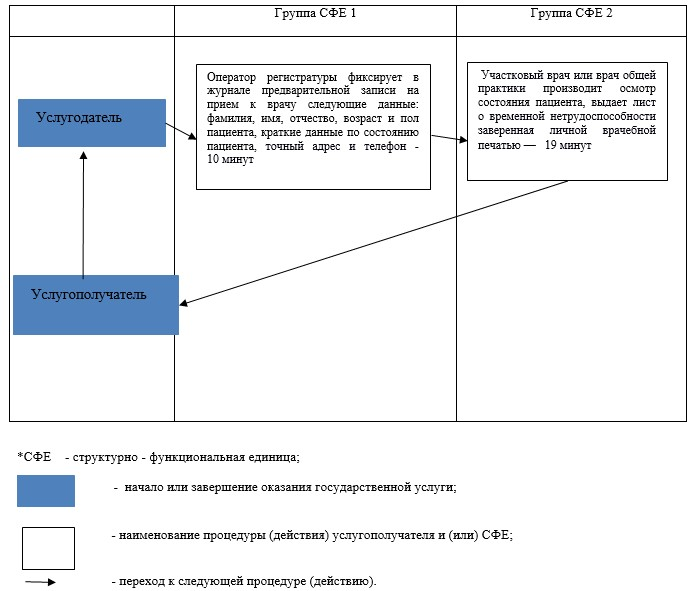 Группа СФЕ 1
Группа СФЕ 2
Услугодатель
Оператор регистратуры фиксирует в
журнале предварительной записи на
прием к врачу следующие данные:
фамилия, имя, отчество, возраст и пол
пациента, краткие данные по состоянию
пациента, точный адрес и телефон -
10 минут
Участковый врач или врач общей
практики производит осмотр
состояния пациента, выдает лист
о временной нетрудоспособности
заверенная личной врачебной
печатью — 19 минут
Услугополучатель
*СФЕ - структурно - функциональная единица;
- начало или завершение оказания государственной услуги;
- наименование процедуры (действия) услугополучателя и (или) СФЕ;
- переход к следующей процедуре (действию).